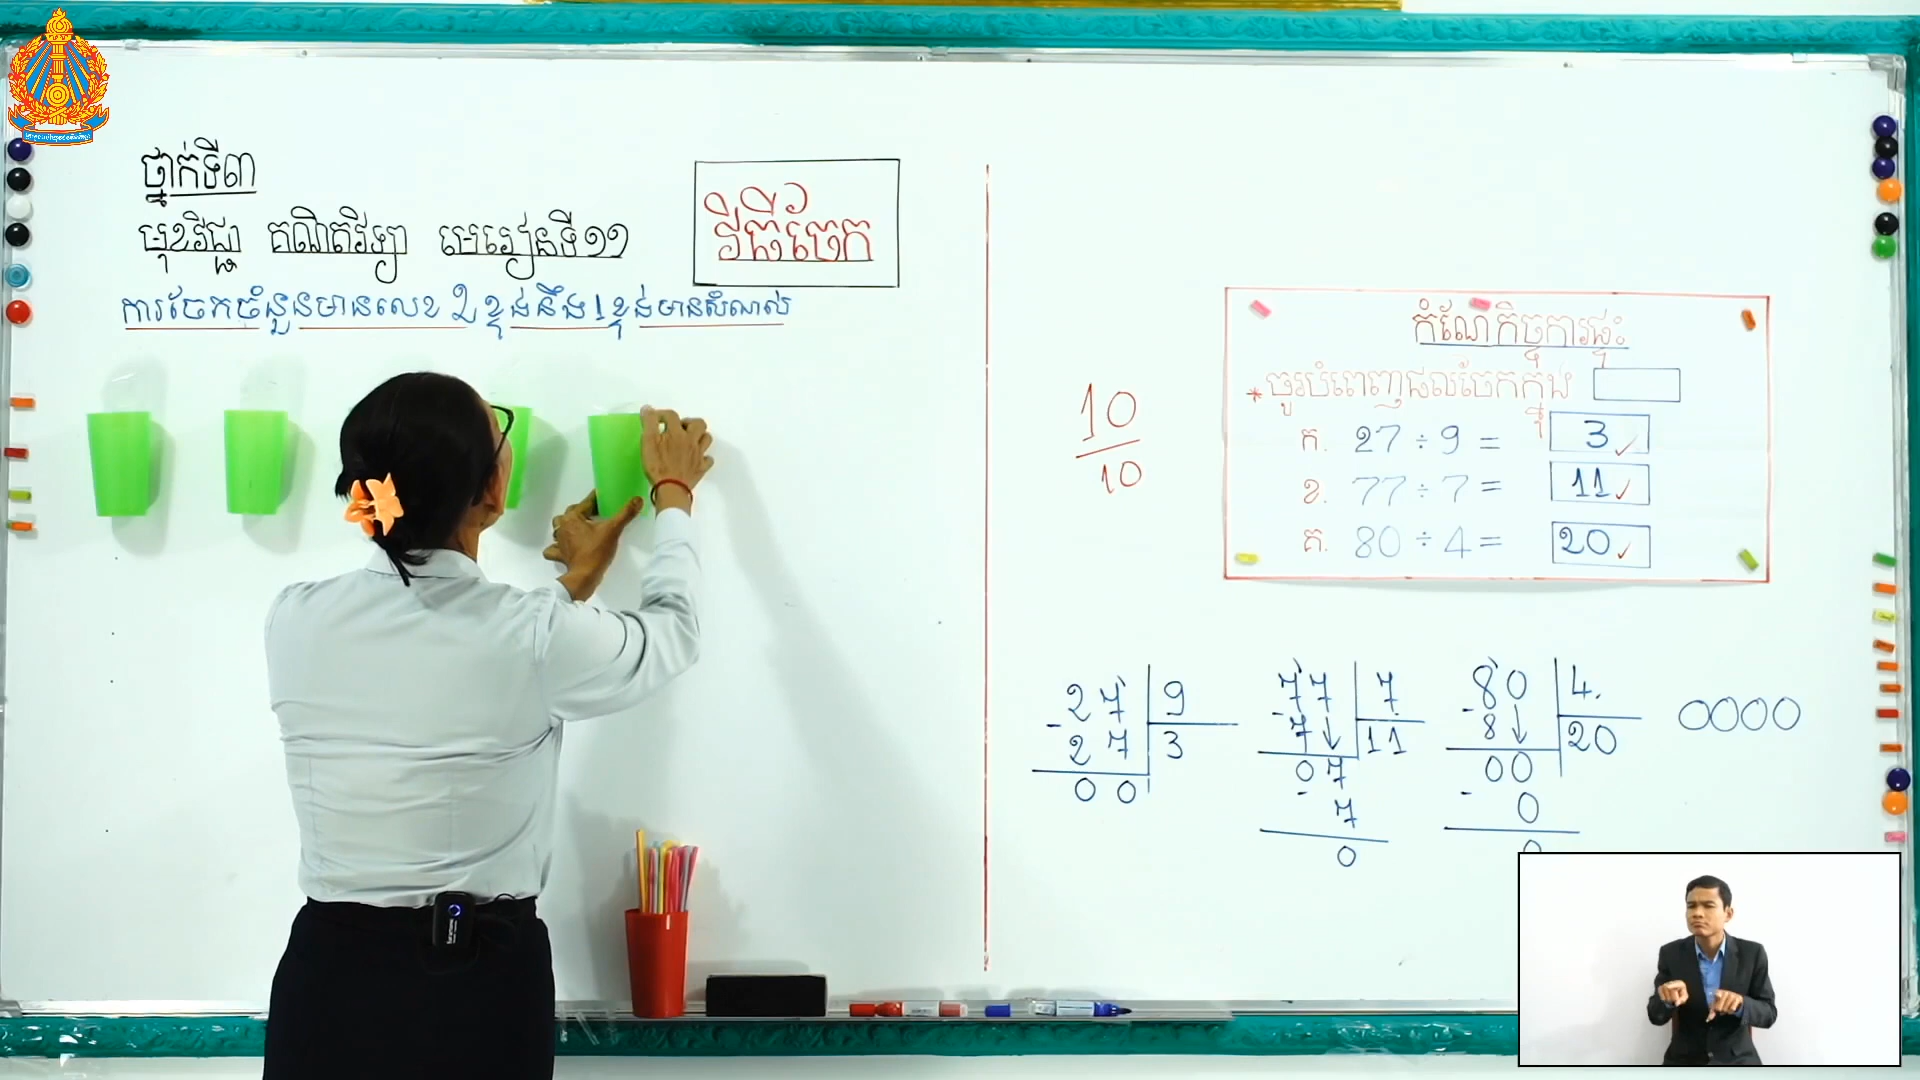 ថ្នាក់ទី៣
មុខវិជ្ជា គណិតវិទ្យា មេរៀនទី១១
វិធីចែក
ការចែកចំនួនមានលេខ 2 ខ្ទង់នឹង 1 ខ្ទង់មានសំណល់
10
10
កំណែកិច្ចការផ្ទះ
* ចូរបំពេញផលចែកក្នុង
ក. 27 ÷ 9 = 3 ✓
ខ. 77 ÷ 7 = 11 ✓
គ. 80 ÷ 4 = 20 ✓
27 9
- 27 3
00
77 7
- 7↓ 11
07
- 7
0
80 4.
- 8↓ 20
00
- 0
0
0000